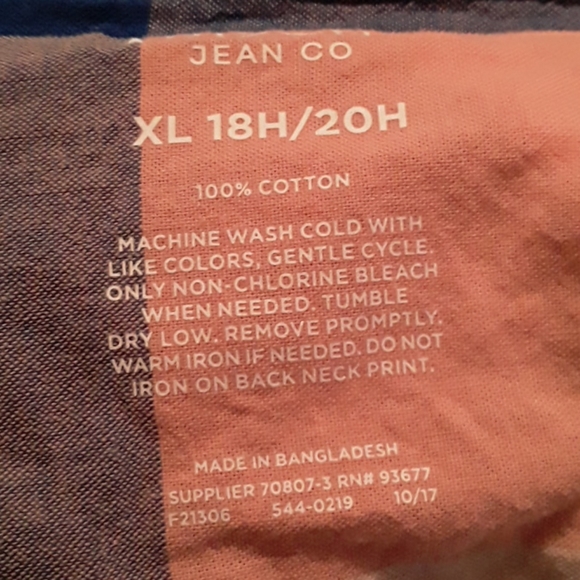 JEAN CO
XL 18H/20H
100% COTTON
MACHINE WASH COLD WITH
LIKE COLORS, GENTLE CYCLE.
ONLY NON-CHLORINE BLEACH
WHEN NEEDED. TUMBLE
DRY LOW. REMOVE PROMPTLY.
WARM IRON IF NEEDED. DO NOT
IRON ON BACK NECK PRINT.
MADE IN BANGLADESH
SUPPLIER 70807-3 RN# 93677
F21306 544-0219 10/17